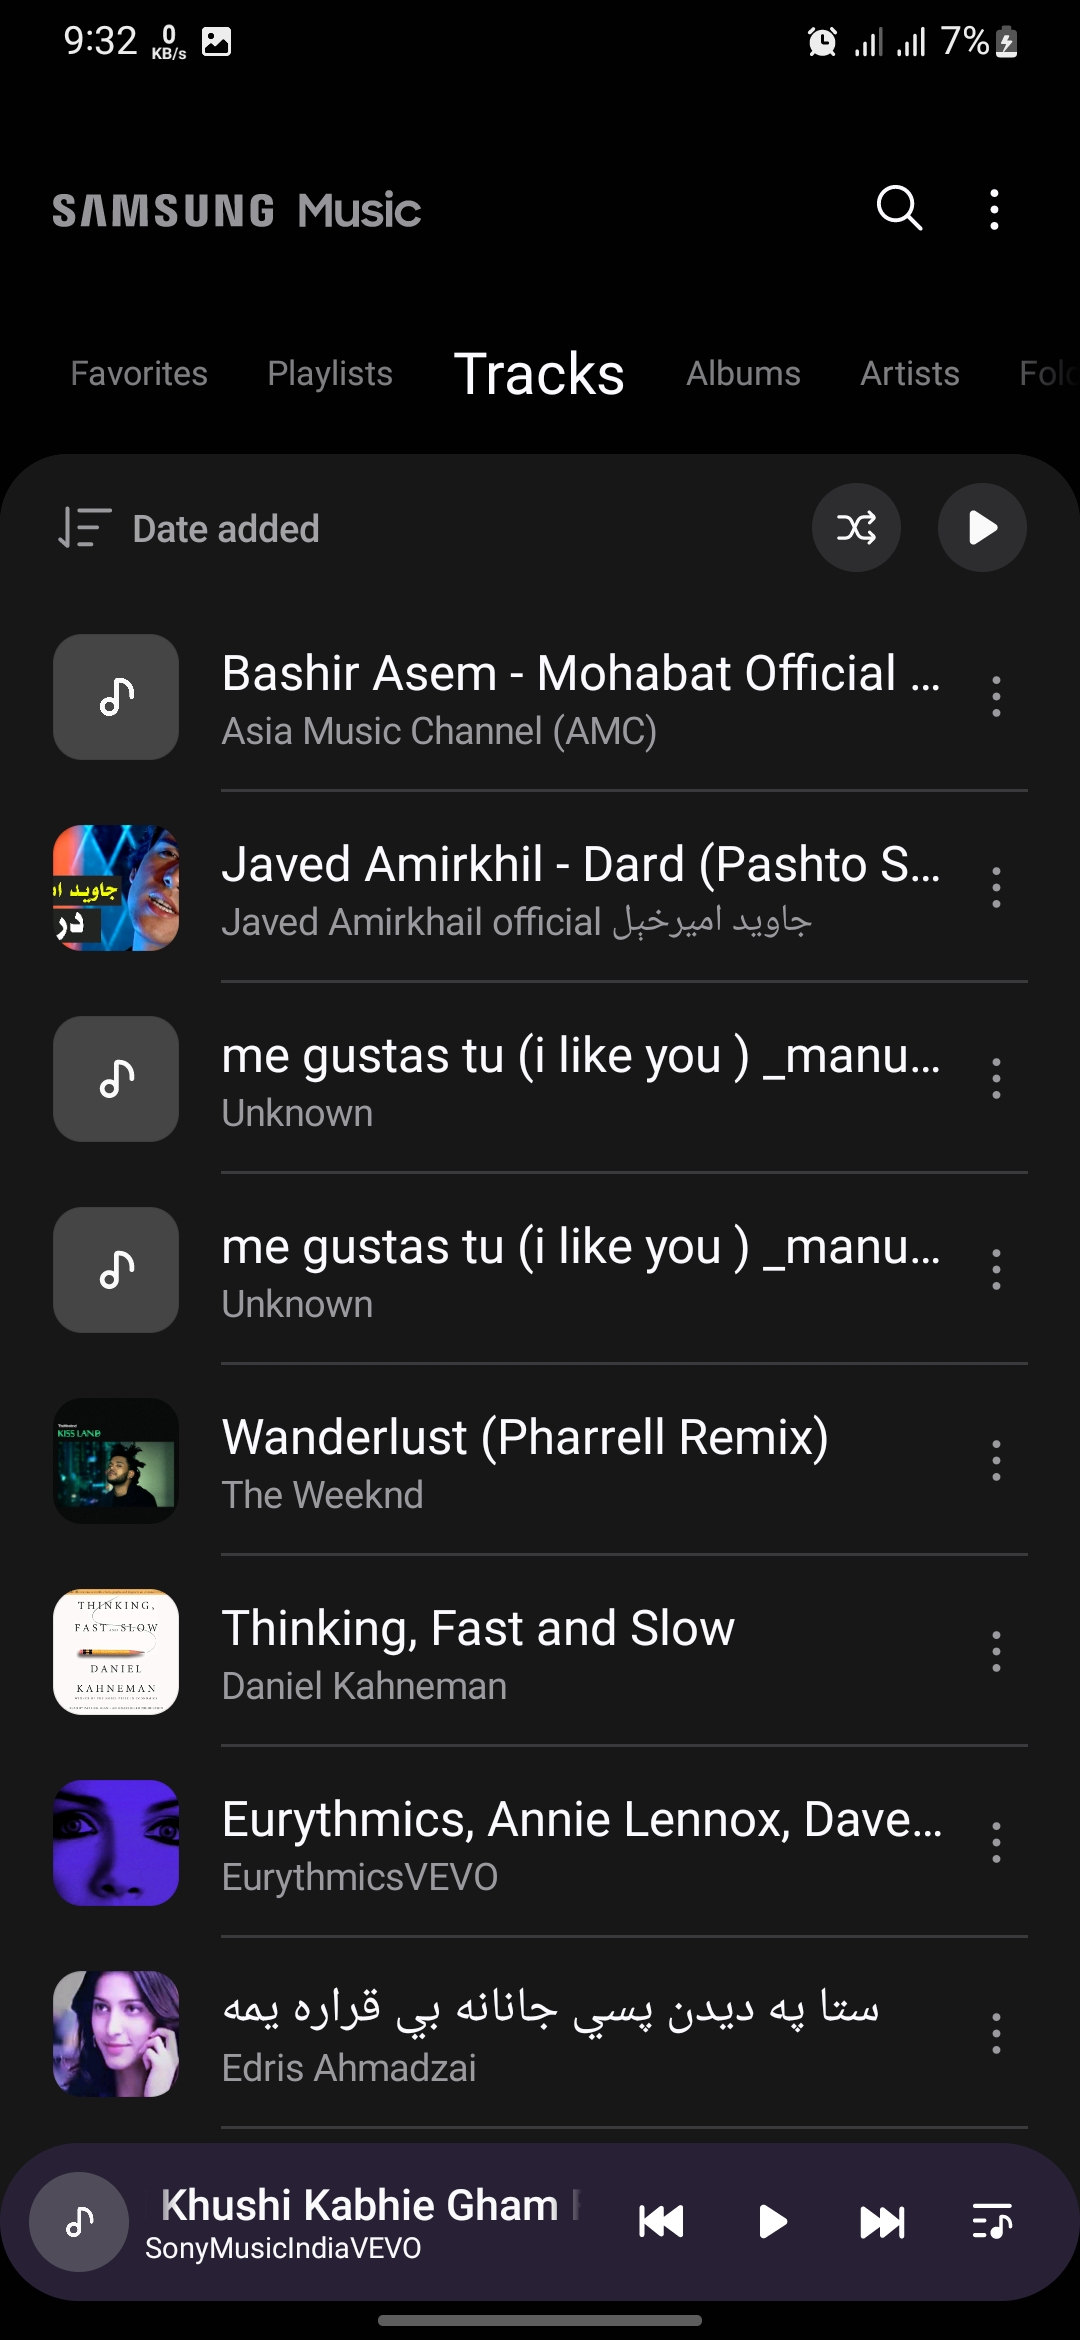 9:32 0 KB/s 7%
SAMSUNG Music
Favorites Playlists Tracks Albums Artists Fold
Date added
Bashir Asem - Mohabat Official ...
Asia Music Channel (AMC)
جاوید ا
در
Javed Amirkhil - Dard (Pashto S...
Javed Amirkhail official جاوید امیرخېل
me gustas tu (i like you ) _manu...
Unknown
me gustas tu (i like you ) _manu...
Unknown
KISS LAND
Wanderlust (Pharrell Remix)
The Weeknd
THINKING,
FAST AND SLOW
DANIEL
KAHNEMAN
Thinking, Fast and Slow
Daniel Kahneman
Eurythmics, Annie Lennox, Dave...
EurythmicsVEVO
ستا په دیدن پسي جانانه بي قراره یمه
Edris Ahmadzai
Khushi Kabhie Gham
SonyMusicIndiaVEVO